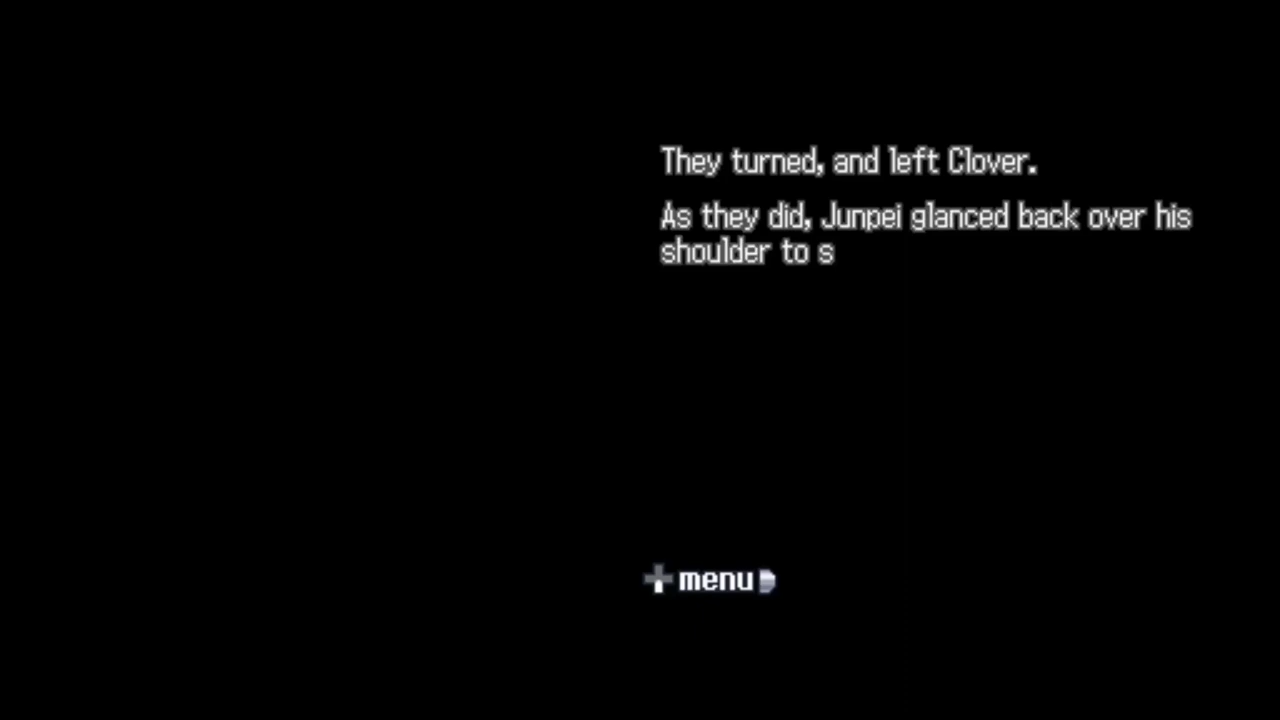 They turned, and left Clover.
As they did, Junpei glanced back over his
shoulder to s
menu